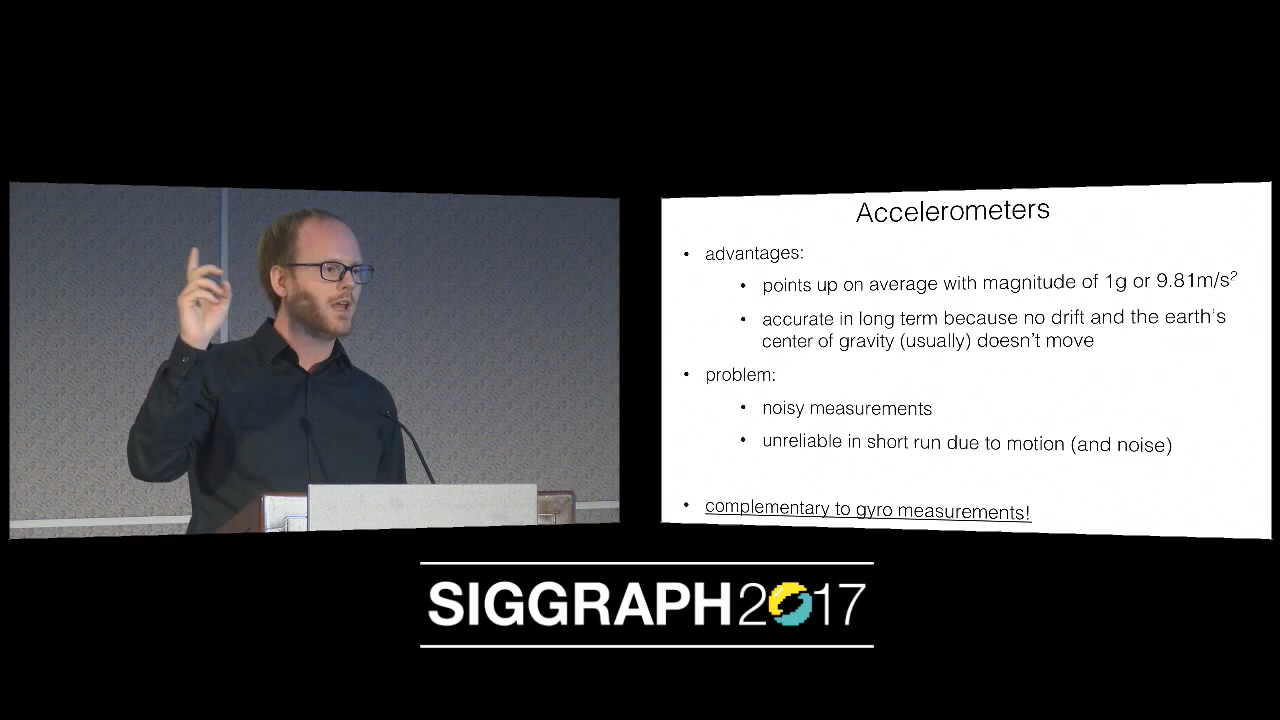 Accelerometers
• advantages:
• points up on average with magnitude of 1g or 9.81m/s²
• accurate in long term because no drift and the earth's
center of gravity (usually) doesn't move
• problem:
• noisy measurements
• unreliable in short run due to motion (and noise)
• complementary to gyro measurements!
SIGGRAPH2017